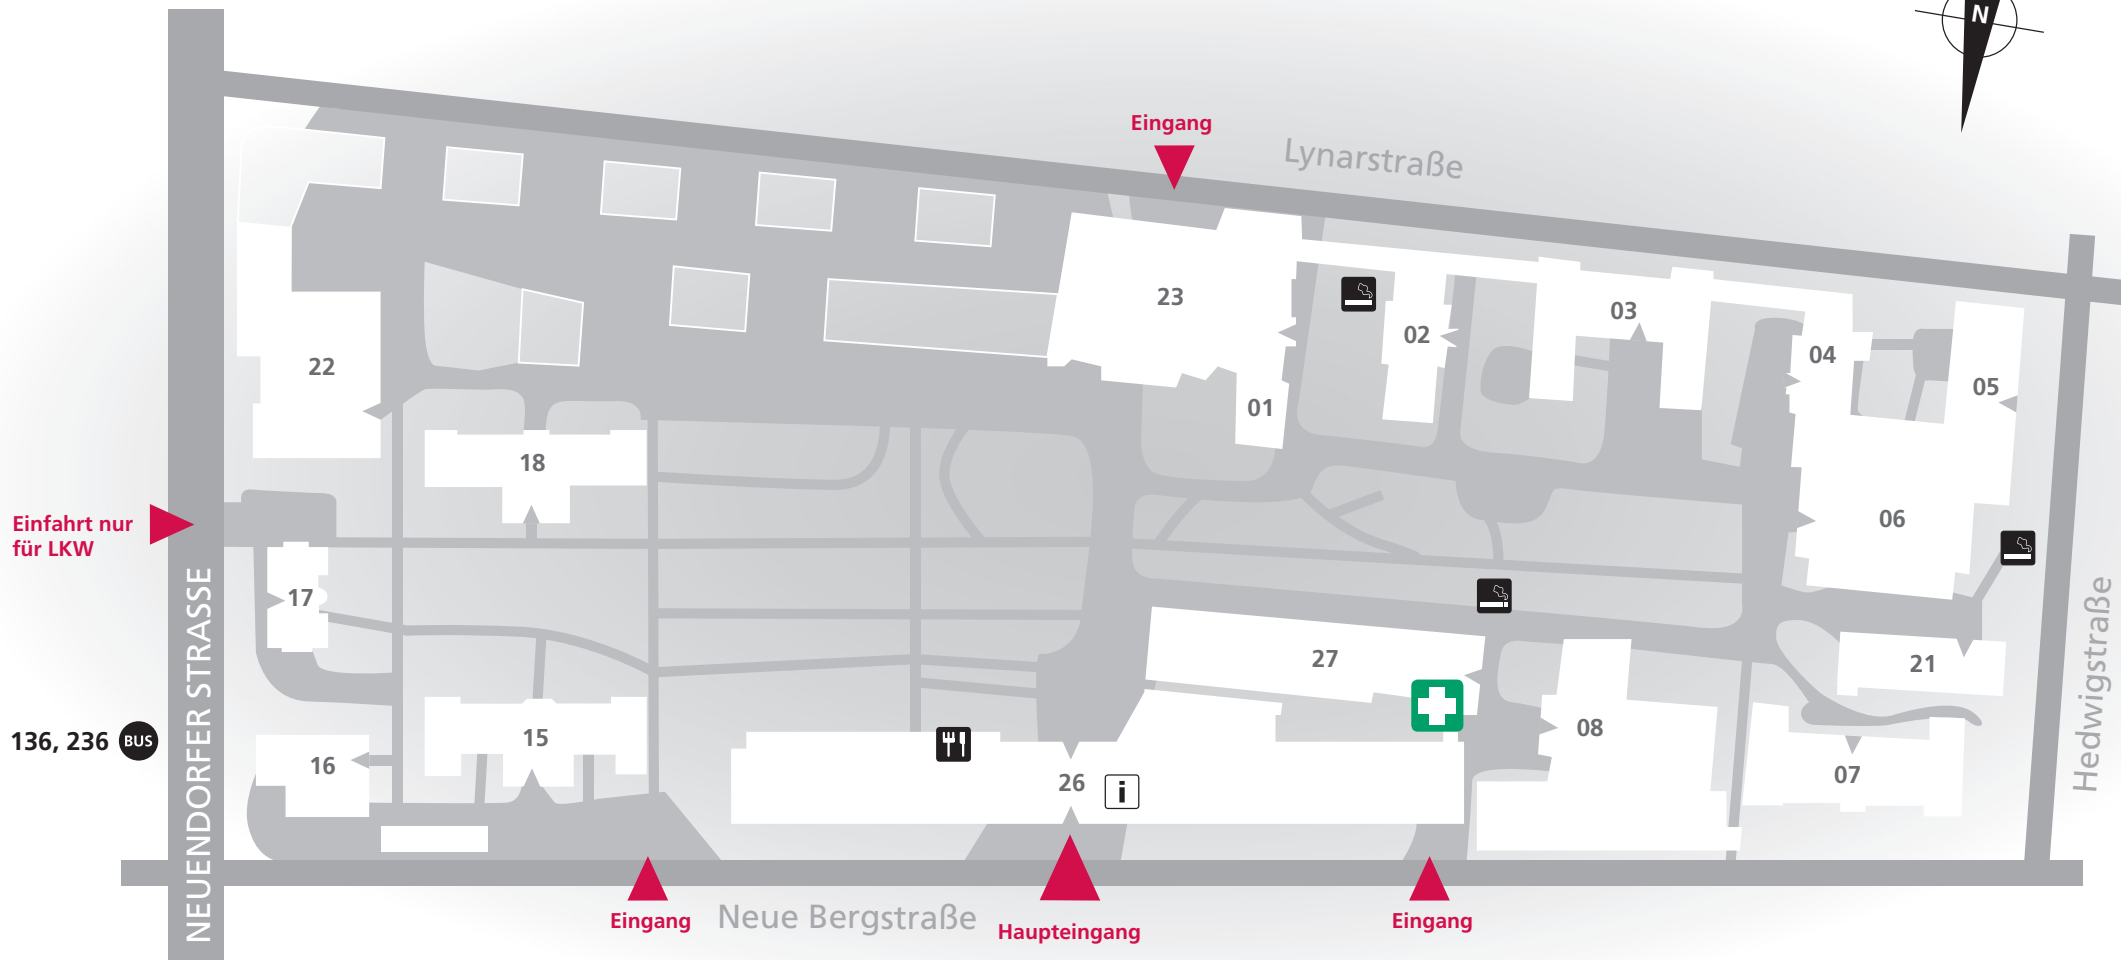 N
Eingang
Lynarstraße
23
03
02
04
22
05
01
18
06
Einfahrt nur
für LKW
17
NEUENDORFER STRASSE
27
21
Hedwigstraße
08
136, 236 BUS
15
16
26
i
07
Eingang
Neue Bergstraße
Haupteingang
Eingang